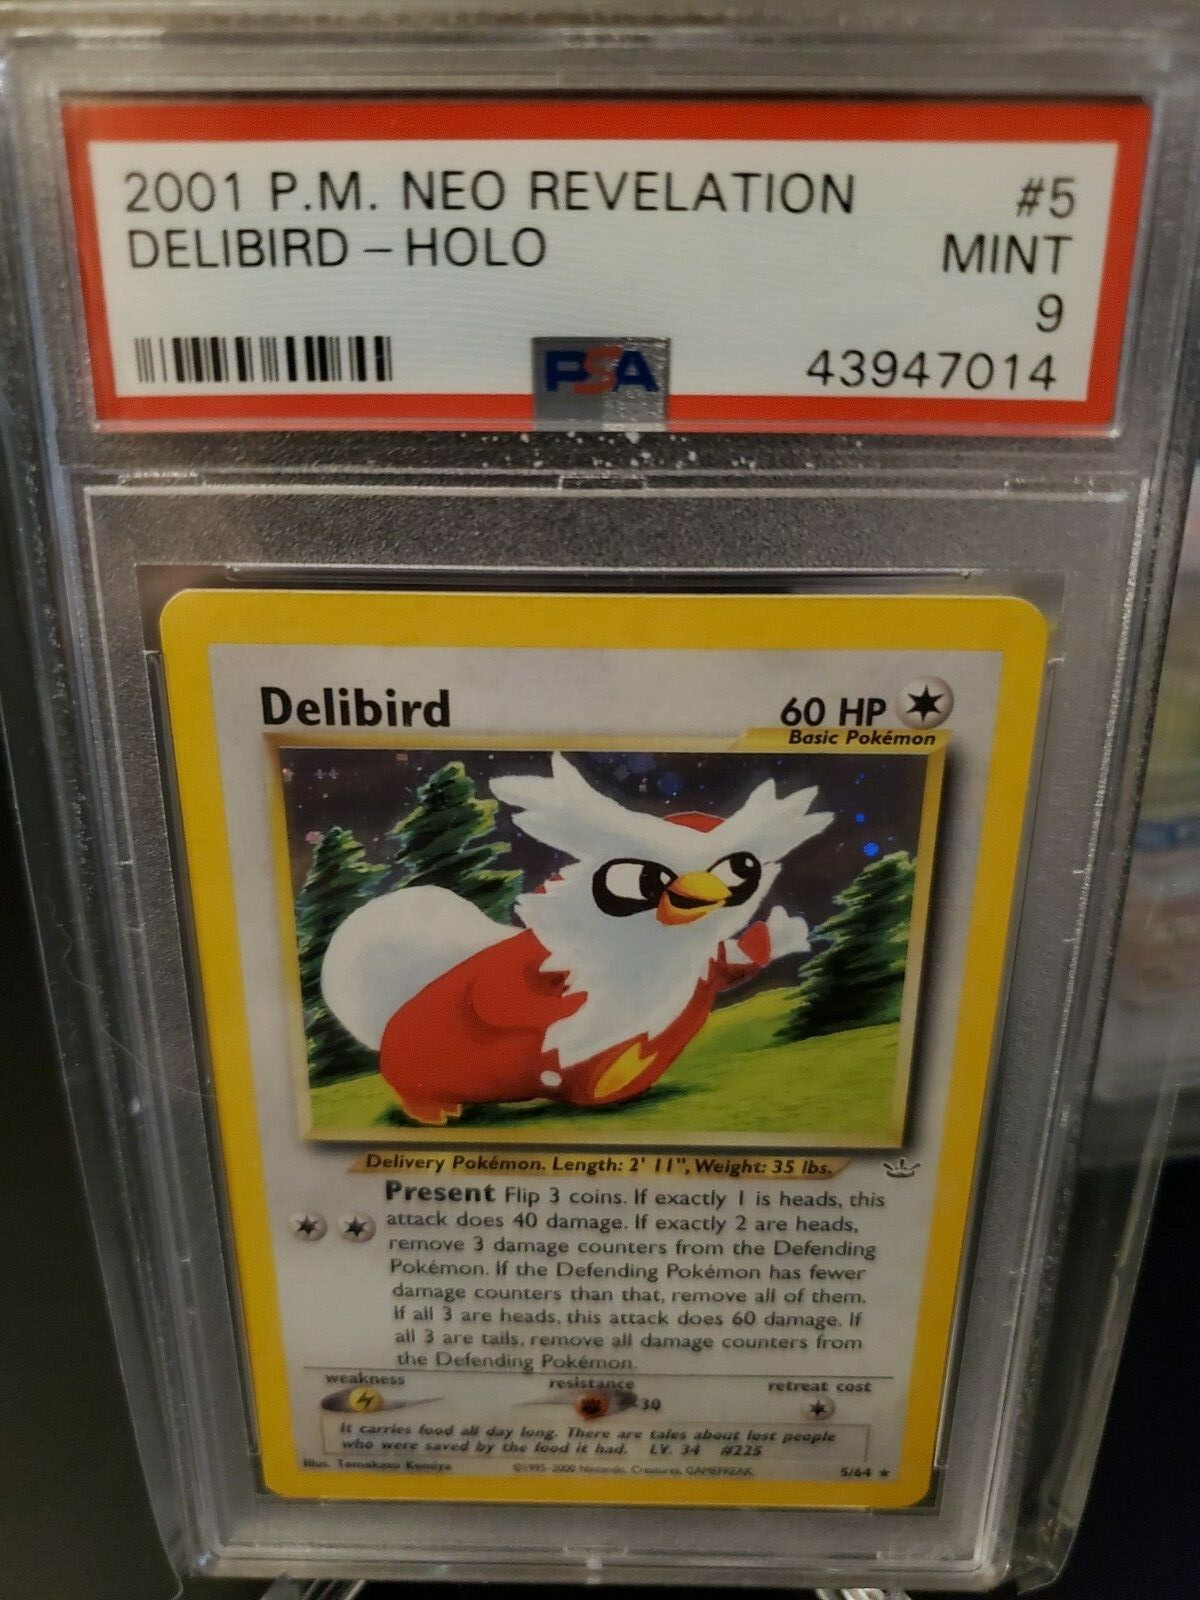 2001 P.M. NEO REVELATION #5
DELIBIRD - HOLO MINT
9
PSA 43947014
Delibird 60 HP
Basic Pokémon
Delivery Pokémon. Length: 2' 11", Weight: 35 lbs.
Present Flip 3 coins. If exactly 1 is heads, this
attack does 40 damage. If exactly 2 are heads,
remove 3 damage counters from the Defending
Pokémon. If the Defending Pokémon has fewer
damage counters than that, remove all of them.
If all 3 are heads, this attack does 60 damage. If
all 3 are tails, remove all damage counters from
the Defending Pokémon.
weakness resistance retreat cost
-30
It carries food all day long. There are tales about lost people
who were saved by the food it had. LV. 34 #225
Illus. Tomokazu Komiya ©1995-2000 Nintendo, Creatures, GAMEFREAK. 5/64